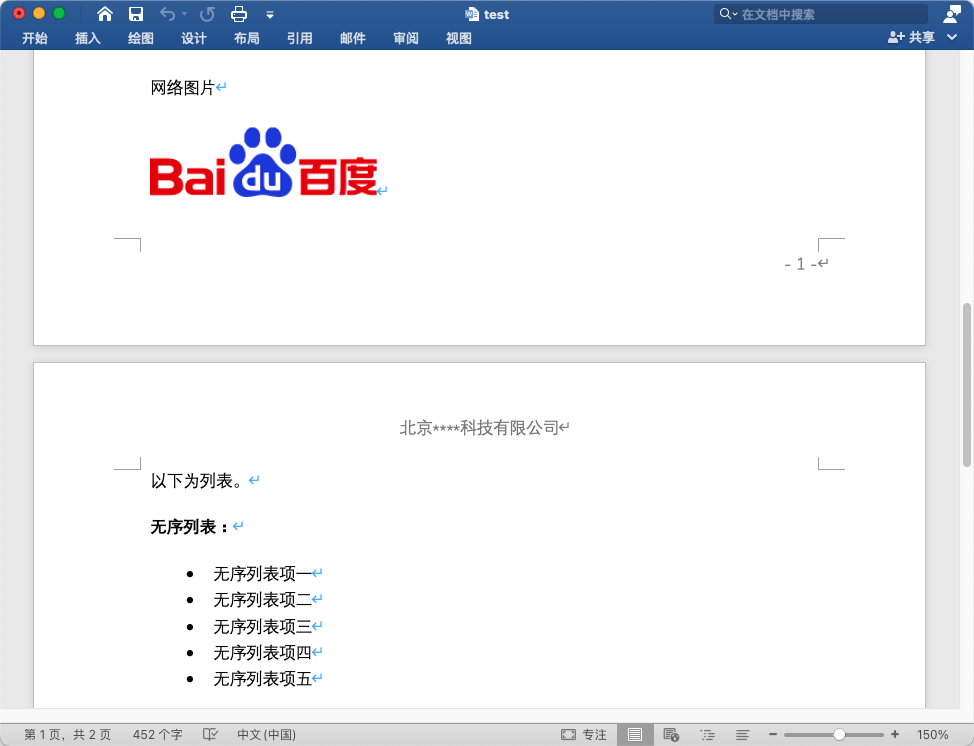 test
在文档中搜索
开始 插入 绘图 设计 布局 引用 邮件 审阅 视图 共享
网络图片
Bai du 百度
- 1 -
北京****科技有限公司
以下为列表。
无序列表：
• 无序列表项一
• 无序列表项二
• 无序列表项三
• 无序列表项四
• 无序列表项五
第 1 页，共 2 页 452 个字 中文(中国) 专注 150%